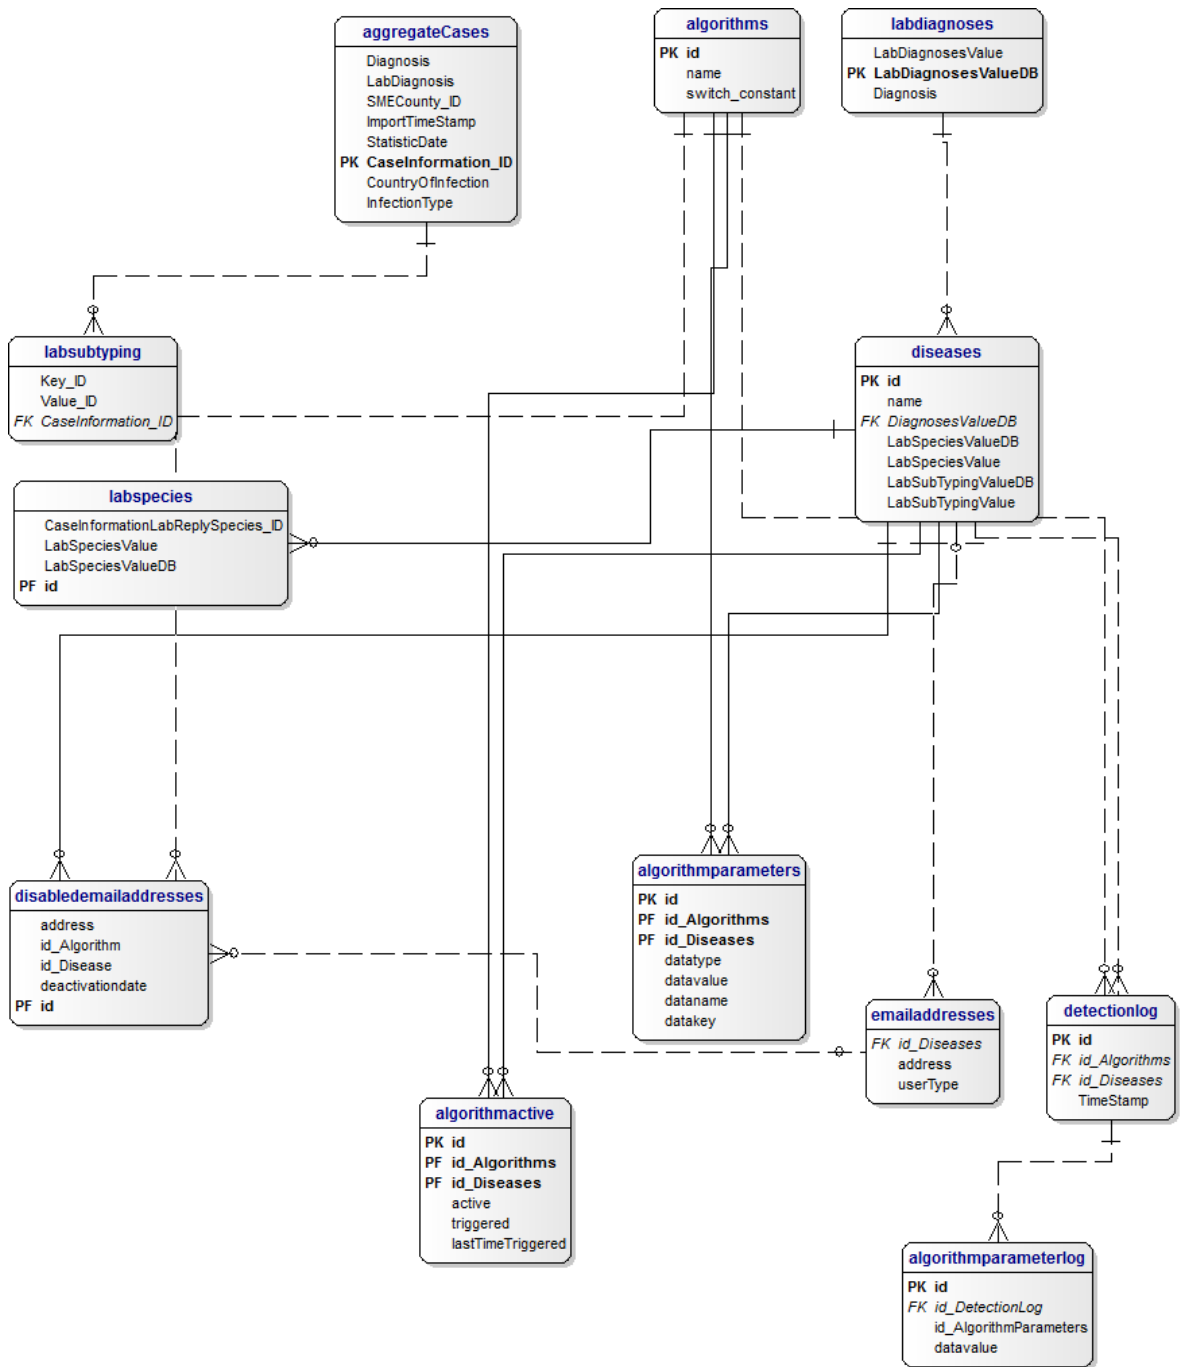 aggregateCases
Diagnosis
LabDiagnosis
SMECounty_ID
ImportTimeStamp
StatisticDate
PK CaseInformation_ID
CountryOfInfection
InfectionType
algorithms
PK id
name
switch_constant
labdiagnoses
LabDiagnosesValue
PK LabDiagnosesValueDB
Diagnosis
labsubtyping
Key_ID
Value_ID
FK CaseInformation_ID
diseases
PK id
name
FK DiagnosesValueDB
LabSpeciesValueDB
LabSpeciesValue
LabSubTypingValueDB
LabSubTypingValue
labspecies
CaseInformationLabReplySpecies_ID
LabSpeciesValue
LabSpeciesValueDB
PF id
disabledemailaddresses
address
id_Algorithm
id_Disease
deactivationdate
PF id
algorithmparameters
PK id
PF id_Algorithms
PF id_Diseases
datatype
datavalue
dataname
datakey
emailaddresses
FK id_Diseases
address
userType
detectionlog
PK id
FK id_Algorithms
FK id_Diseases
TimeStamp
algorithmactive
PK id
PF id_Algorithms
PF id_Diseases
active
triggered
lastTimeTriggered
algorithmparameterlog
PK id
FK id_DetectionLog
id_AlgorithmParameters
datavalue